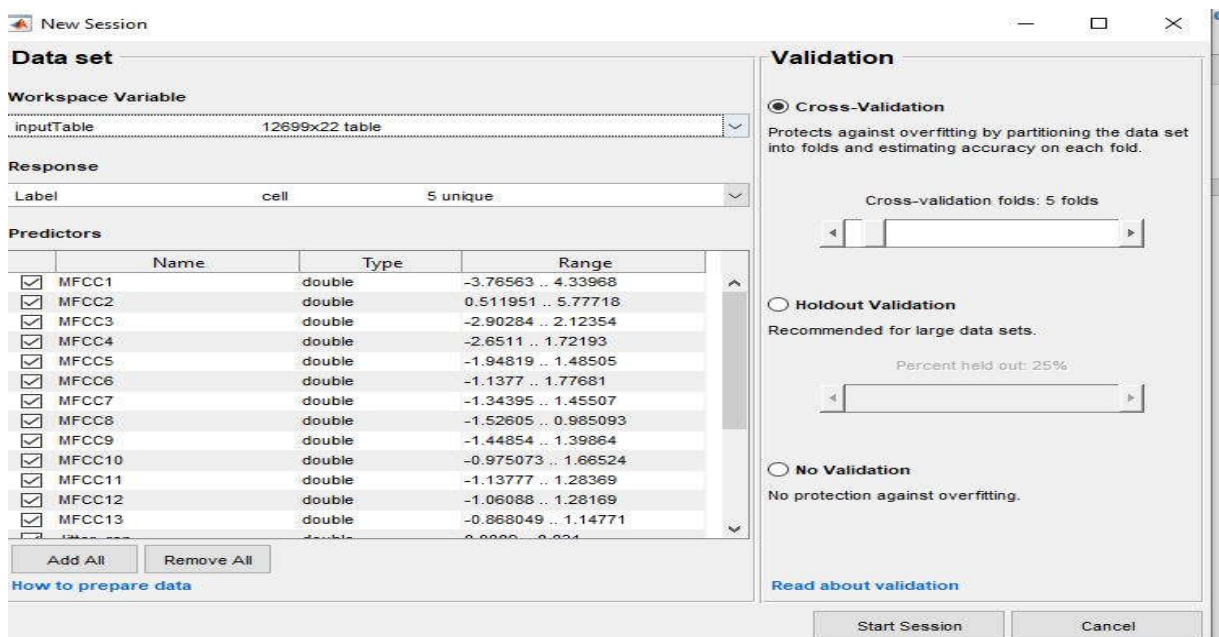 New Session
Data set
Workspace Variable
inputTable 12699x22 table
Response
Label cell 5 unique
Predictors
Name Type Range
MFCC1 double -3.76563 .. 4.33968
MFCC2 double 0.511951 .. 5.77718
MFCC3 double -2.90284 .. 2.12354
MFCC4 double -2.6511 .. 1.72193
MFCC5 double -1.94819 .. 1.48505
MFCC6 double -1.1377 .. 1.77681
MFCC7 double -1.34395 .. 1.45507
MFCC8 double -1.52605 .. 0.985093
MFCC9 double -1.44854 .. 1.39864
MFCC10 double -0.975073 .. 1.66524
MFCC11 double -1.13777 .. 1.28369
MFCC12 double -1.06088 .. 1.28169
MFCC13 double -0.868049 .. 1.14771
Add All Remove All
How to prepare data
Validation
Cross-Validation
Protects against overfitting by partitioning the data set
into folds and estimating accuracy on each fold.
Cross-validation folds: 5 folds
Holdout Validation
Recommended for large data sets.
Percent held out: 25%
No Validation
No protection against overfitting.
Read about validation
Start Session Cancel